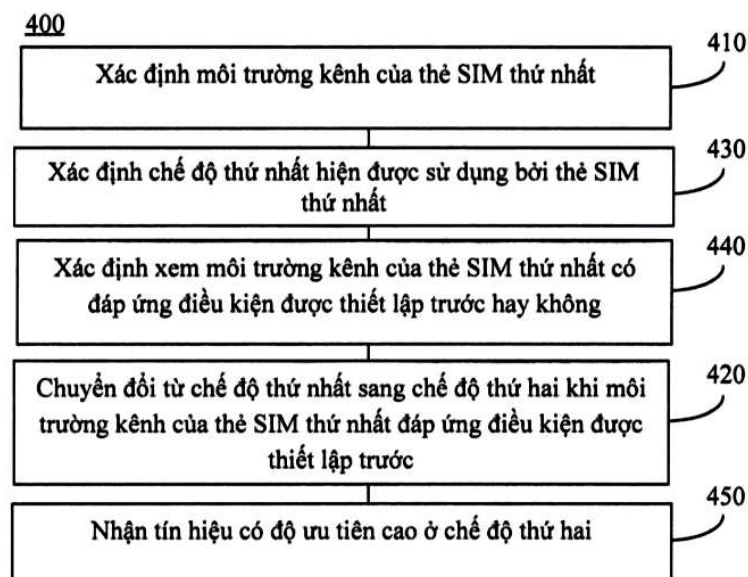 400
410
Xác định môi trường kênh của thẻ SIM thứ nhất
430
Xác định chế độ thứ nhất hiện được sử dụng bởi thẻ SIM
thứ nhất
440
Xác định xem môi trường kênh của thẻ SIM thứ nhất có
đáp ứng điều kiện được thiết lập trước hay không
420
Chuyển đổi từ chế độ thứ nhất sang chế độ thứ hai khi môi
trường kênh của thẻ SIM thứ nhất đáp ứng điều kiện được
thiết lập trước
450
Nhận tín hiệu có độ ưu tiên cao ở chế độ thứ hai